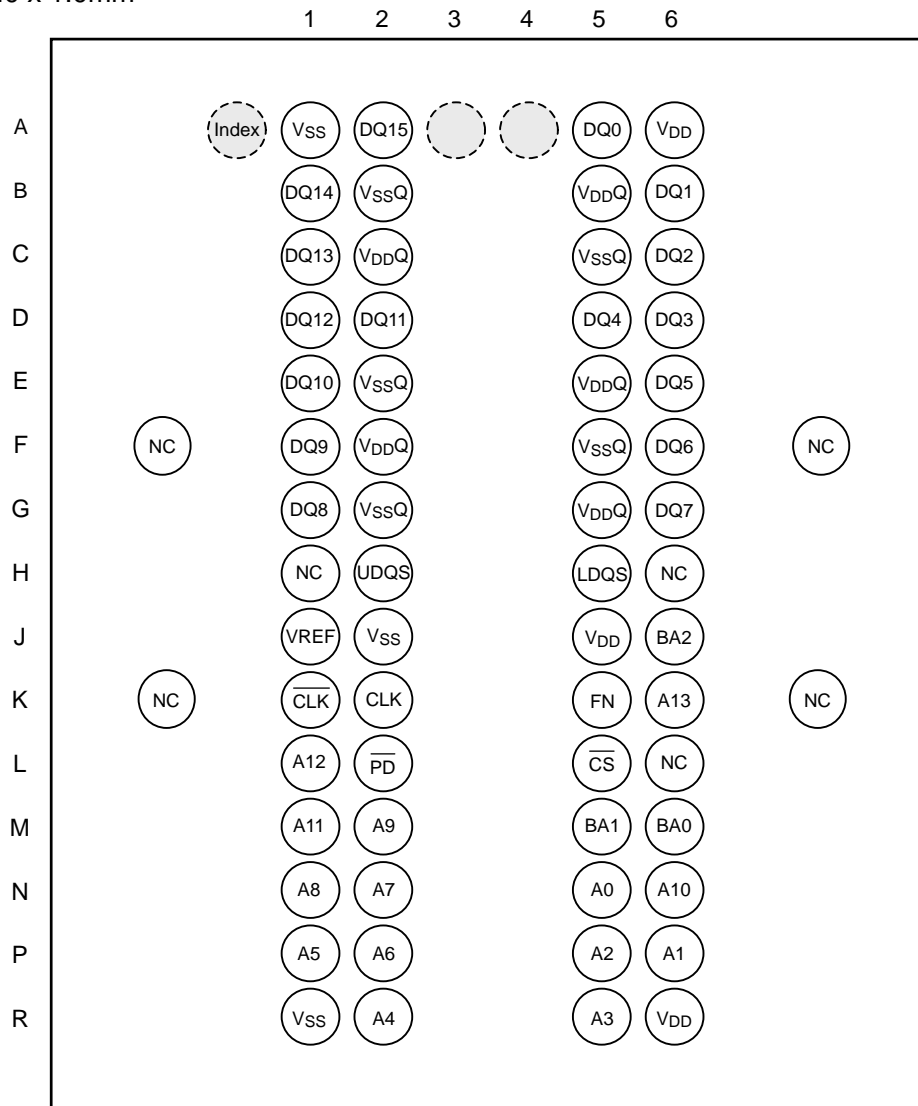 x 1.0mm
1 2 3 4 5 6
A Index VSS DQ15 DQ0 VDD
B DQ14 VSSQ VDDQ DQ1
C DQ13 VDDQ VSSQ DQ2
D DQ12 DQ11 DQ4 DQ3
E DQ10 VSSQ VDDQ DQ5
F NC DQ9 VDDQ VSSQ DQ6 NC
G DQ8 VSSQ VDDQ DQ7
H NC UDQS LDQS NC
J VREF VSS VDD BA2
K NC C̅L̅K̅ CLK FN A13 NC
L A12 P̅D̅ C̅S̅ NC
M A11 A9 BA1 BA0
N A8 A7 A0 A10
P A5 A6 A2 A1
R VSS A4 A3 VDD